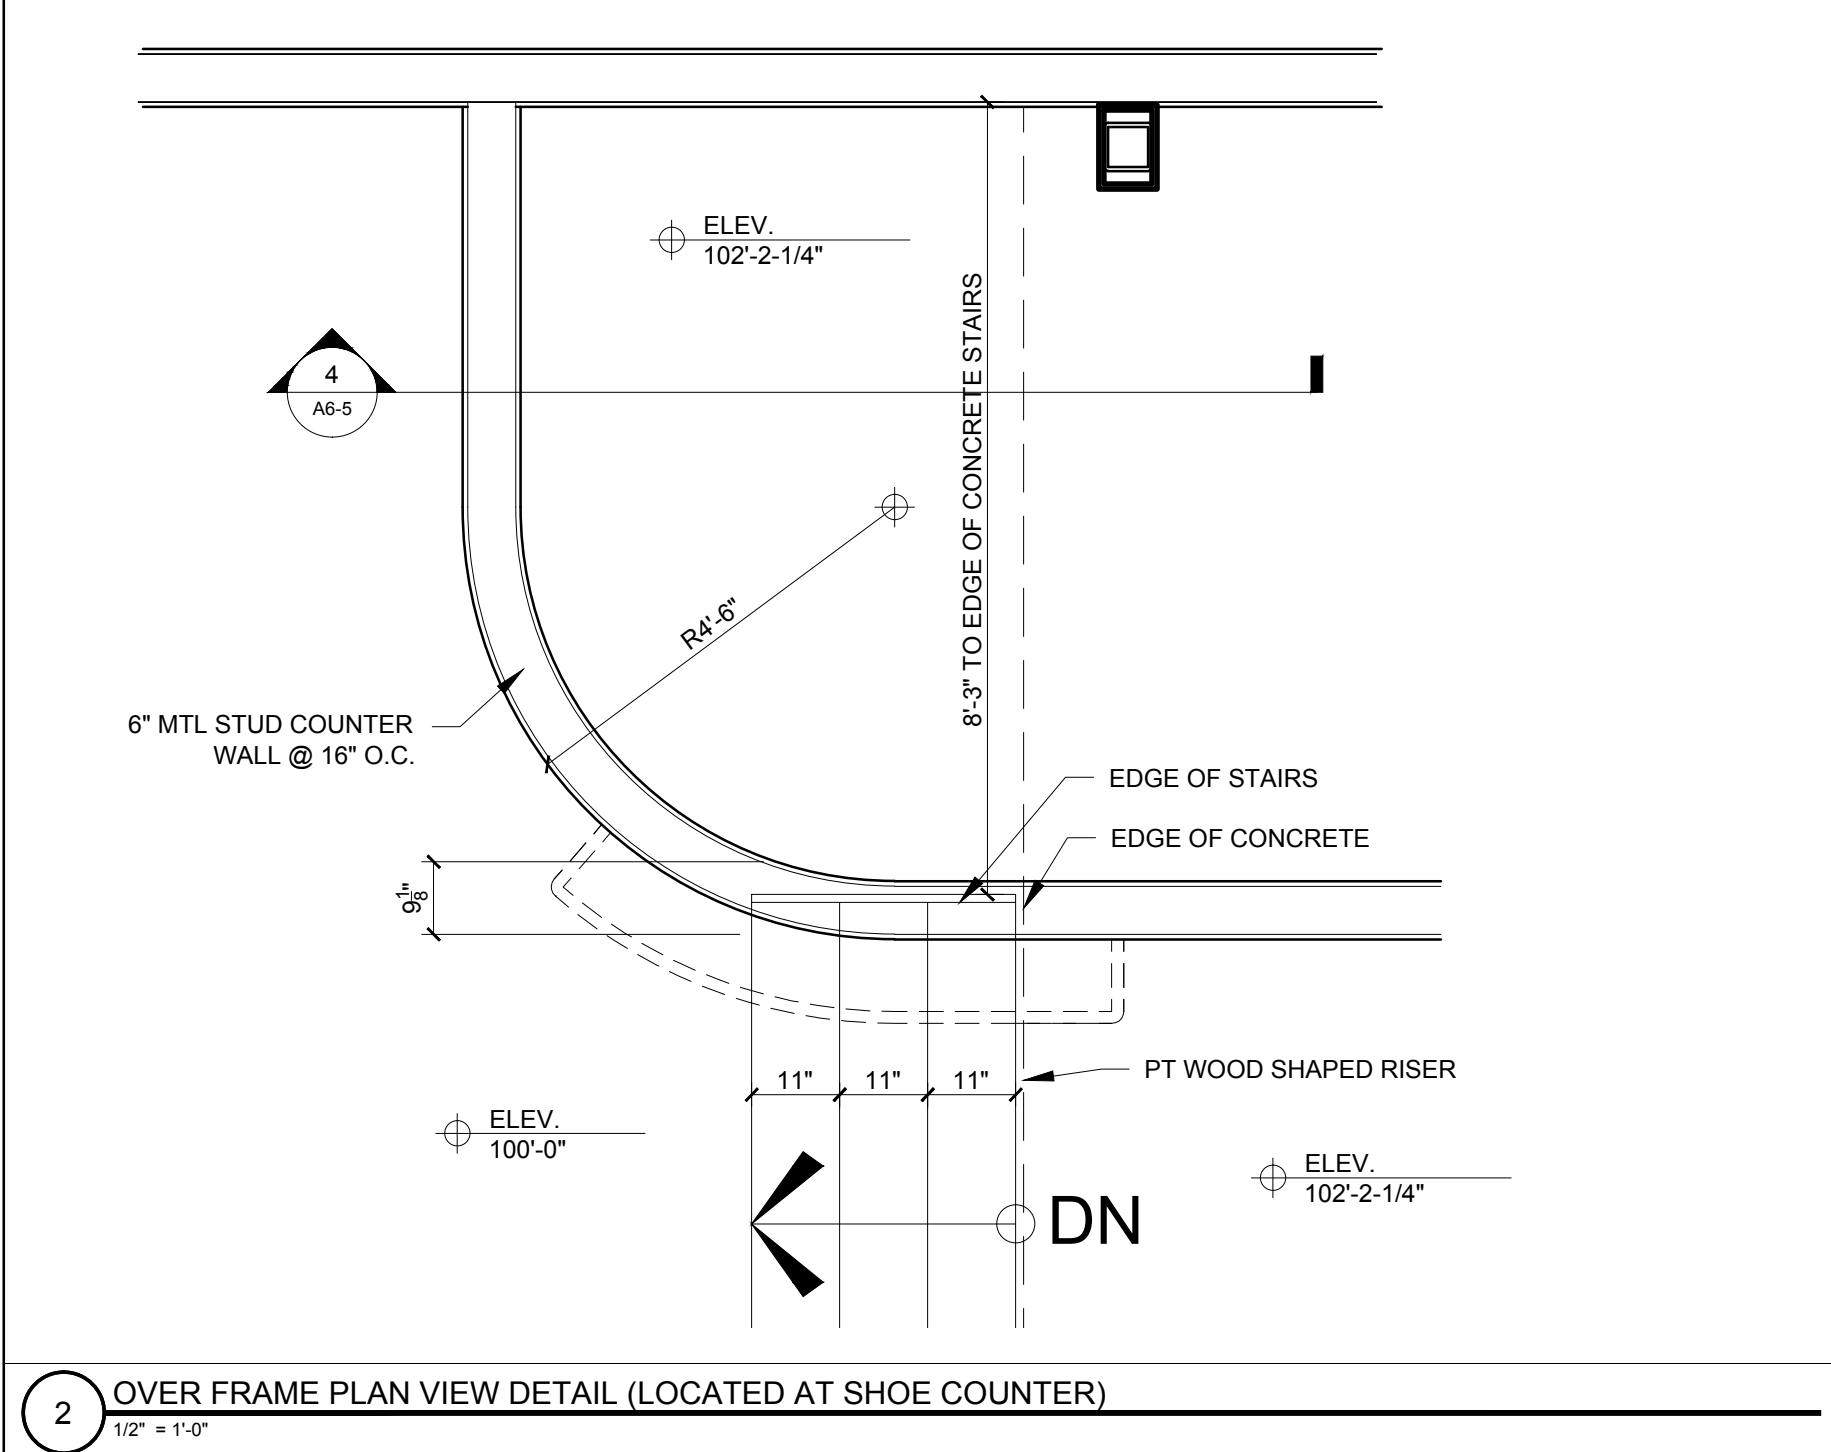 ELEV.
102'-2-1/4"
4
A6-5
8'-3" TO EDGE OF CONCRETE STAIRS
R4'-6"
6" MTL STUD COUNTER
WALL @ 16" O.C.
EDGE OF STAIRS
EDGE OF CONCRETE
9 1/8"
PT WOOD SHAPED RISER
11" 11" 11"
ELEV.
100'-0"
ELEV.
102'-2-1/4"
DN
2
OVER FRAME PLAN VIEW DETAIL (LOCATED AT SHOE COUNTER)
1/2" = 1'-0"